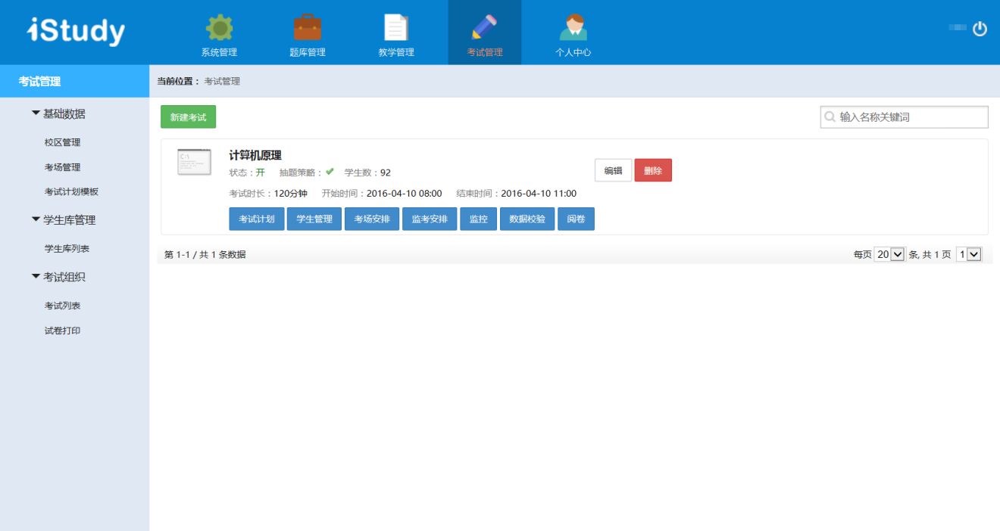 iStudy
系统管理
题库管理
教学管理
考试管理
个人中心
考试管理
当前位置： 考试管理
基础数据
校区管理
考场管理
考试计划模板
学生库管理
学生库列表
考试组织
考试列表
试卷打印
新建考试
输入名称关键词
C:\
计算机原理
状态：开 抽题策略： 学生数：92
编辑 删除
考试时长：120分钟 开始时间：2016-04-10 08:00 结束时间：2016-04-10 11:00
考试计划 学生管理 考场安排 监考安排 监控 数据校验 阅卷
第 1-1 / 共 1 条数据
每页 20 条, 共 1 页 1